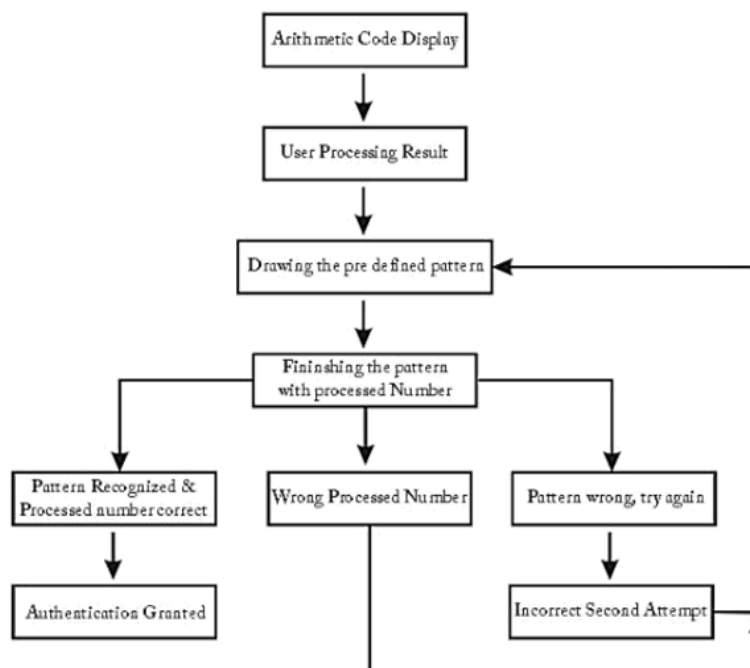 Arithmetic Code Display
User Processing Result
Drawing the pre defined pattern
Fininshing the pattern
with processed Number
Pattern Recognized &
Processed number correct
Wrong Processed Number
Pattern wrong, try again
Authentication Granted
Incorrect Second Attempt